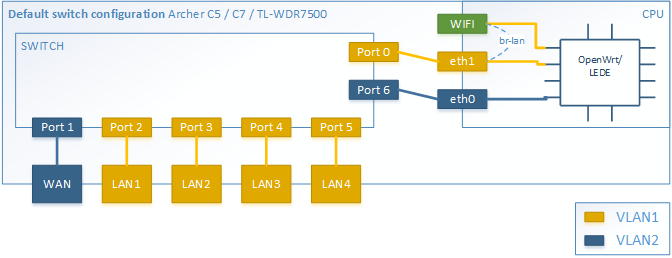 Default switch configuration Archer C5 / C7 / TL-WDR7500
CPU
WIFI
br-lan
SWITCH
Port 0
eth1
OpenWrt/
LEDE
Port 6
eth0
Port 1
Port 2
Port 3
Port 4
Port 5
WAN
LAN1
LAN2
LAN3
LAN4
VLAN1
VLAN2